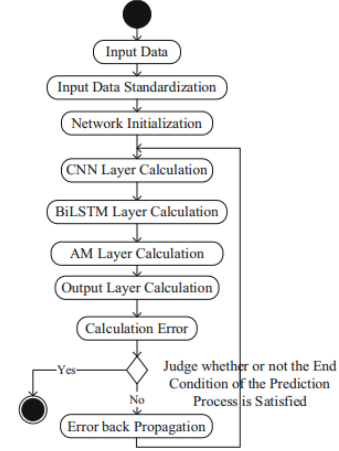 Input Data
Input Data Standardization
Network Initialization
CNN Layer Calculation
BiLSTM Layer Calculation
AM Layer Calculation
Output Layer Calculation
Calculation Error
Yes
Judge whether or not the End
Condition of the Prediction
Process is Satisfied
No
Error back Propagation